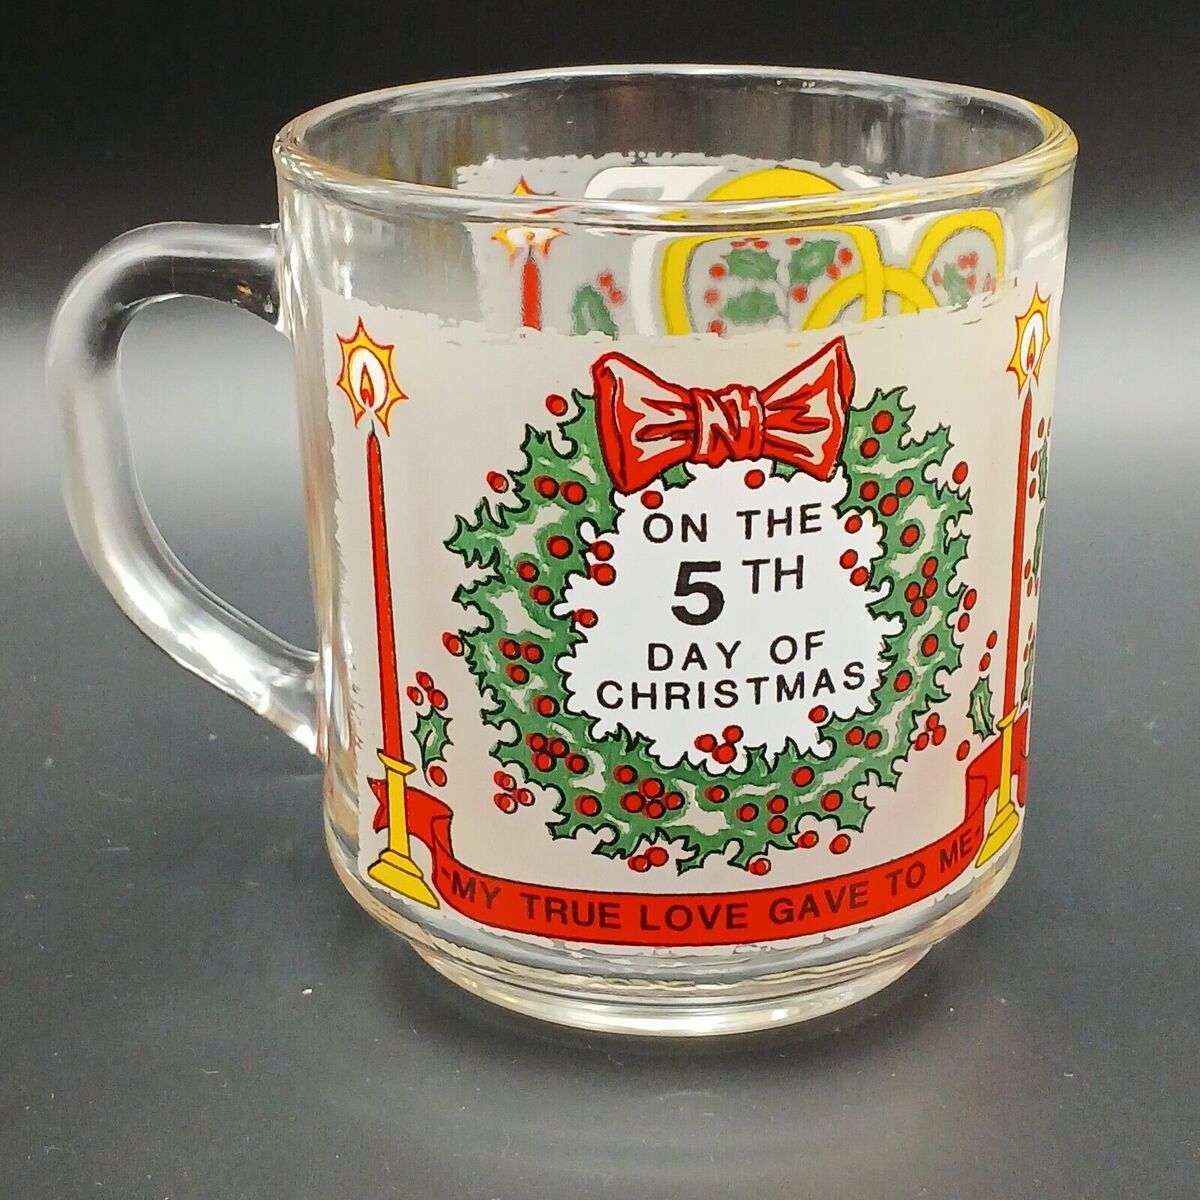 ON THE
5TH
DAY OF
CHRISTMAS
-MY TRUE LOVE GAVE TO ME-